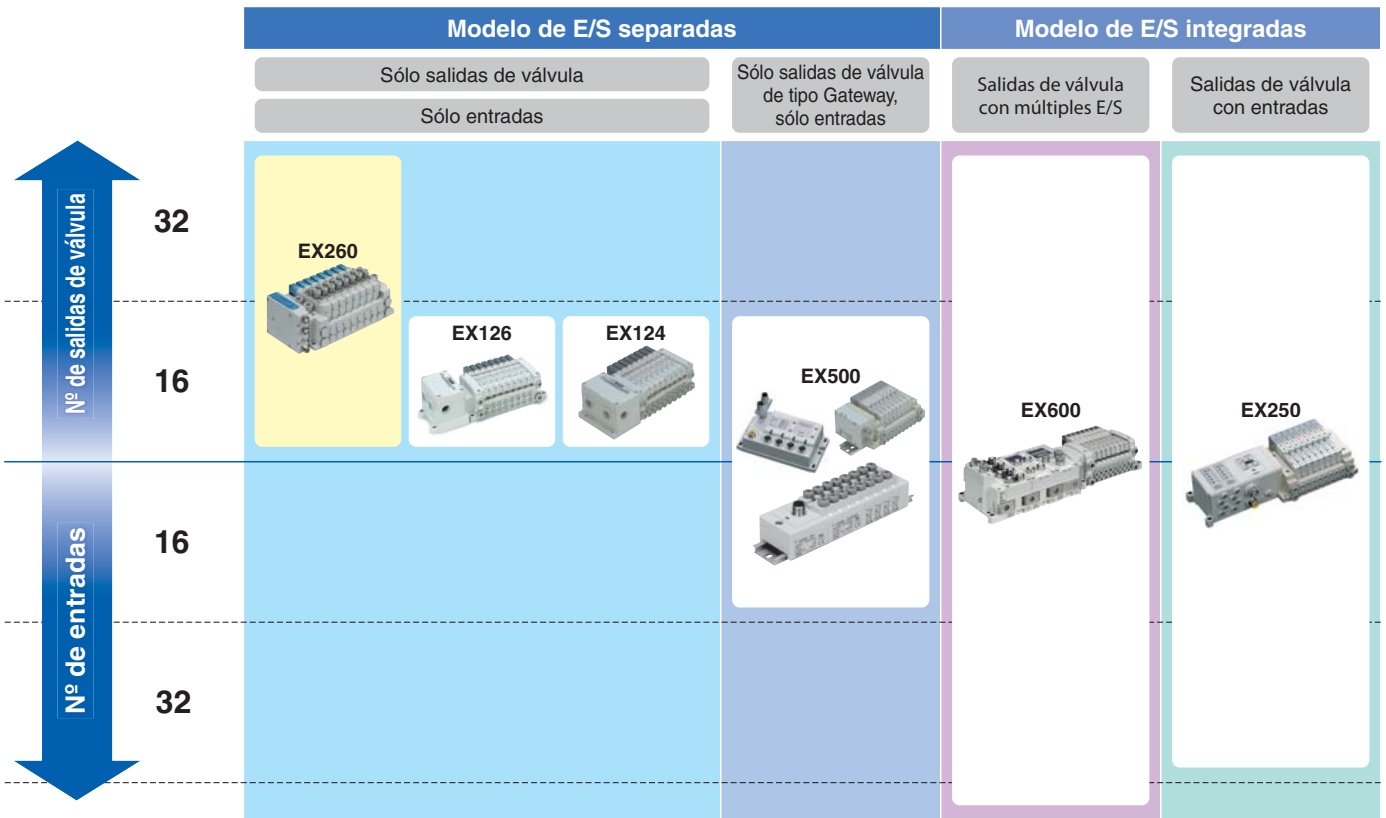 Modelo de E/S separadas
Modelo de E/S integradas
Sólo salidas de válvula
Sólo entradas
Sólo salidas de válvula
de tipo Gateway,
sólo entradas
Salidas de válvula
con múltiples E/S
Salidas de válvula
con entradas
Nº de salidas de válvula
32
16
Nº de entradas
16
32
EX260
EX126
EX124
EX500
EX600
EX250